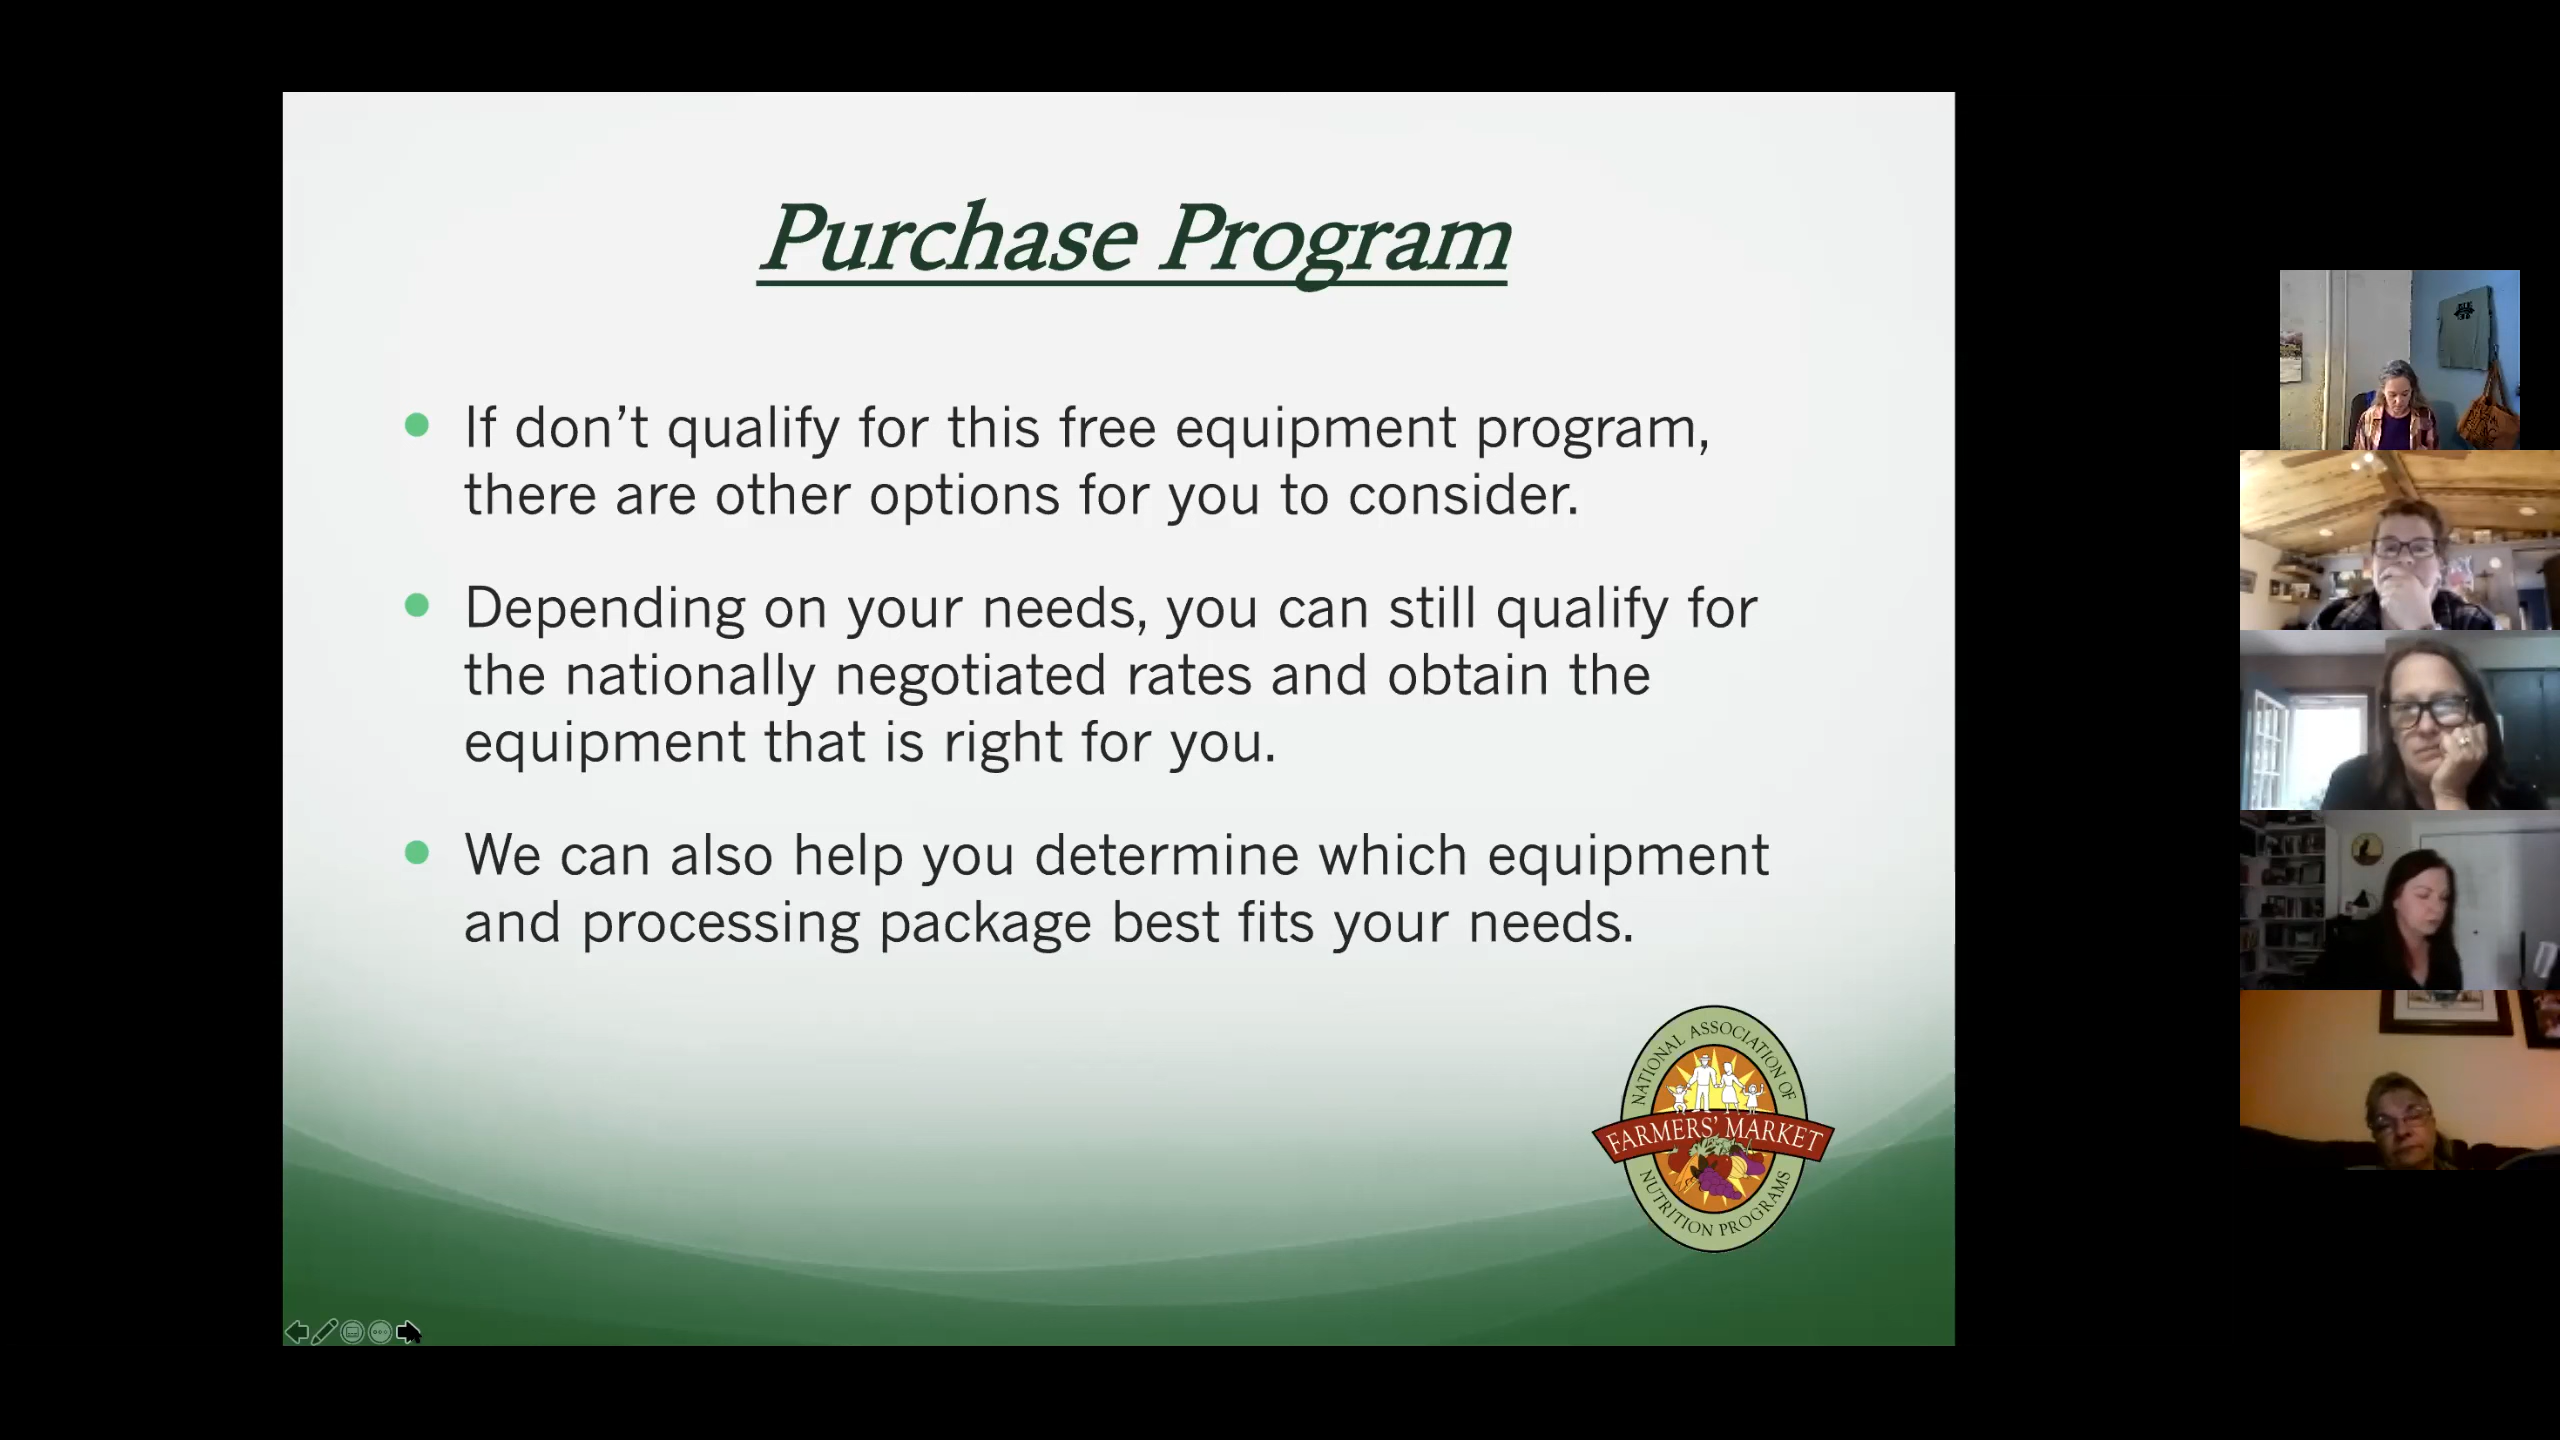 Purchase Program
If don’t qualify for this free equipment program,
there are other options for you to consider.
Depending on your needs, you can still qualify for
the nationally negotiated rates and obtain the
equipment that is right for you.
We can also help you determine which equipment
and processing package best fits your needs.
NATIONAL ASSOCIATION OF
FARMERS’ MARKET
NUTRITION PROGRAMS